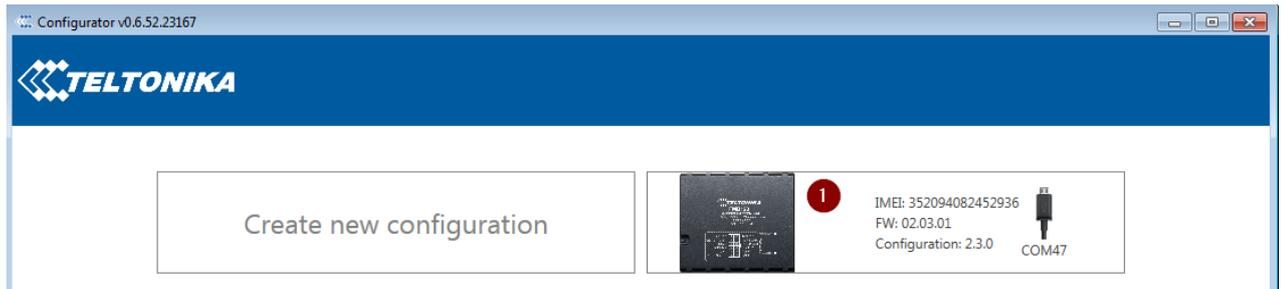 Configurator v0.6.52.23167
TELTONIKA
Create new configuration
1
IMEI: 352094082452936
FW: 02.03.01
Configuration: 2.3.0
COM47